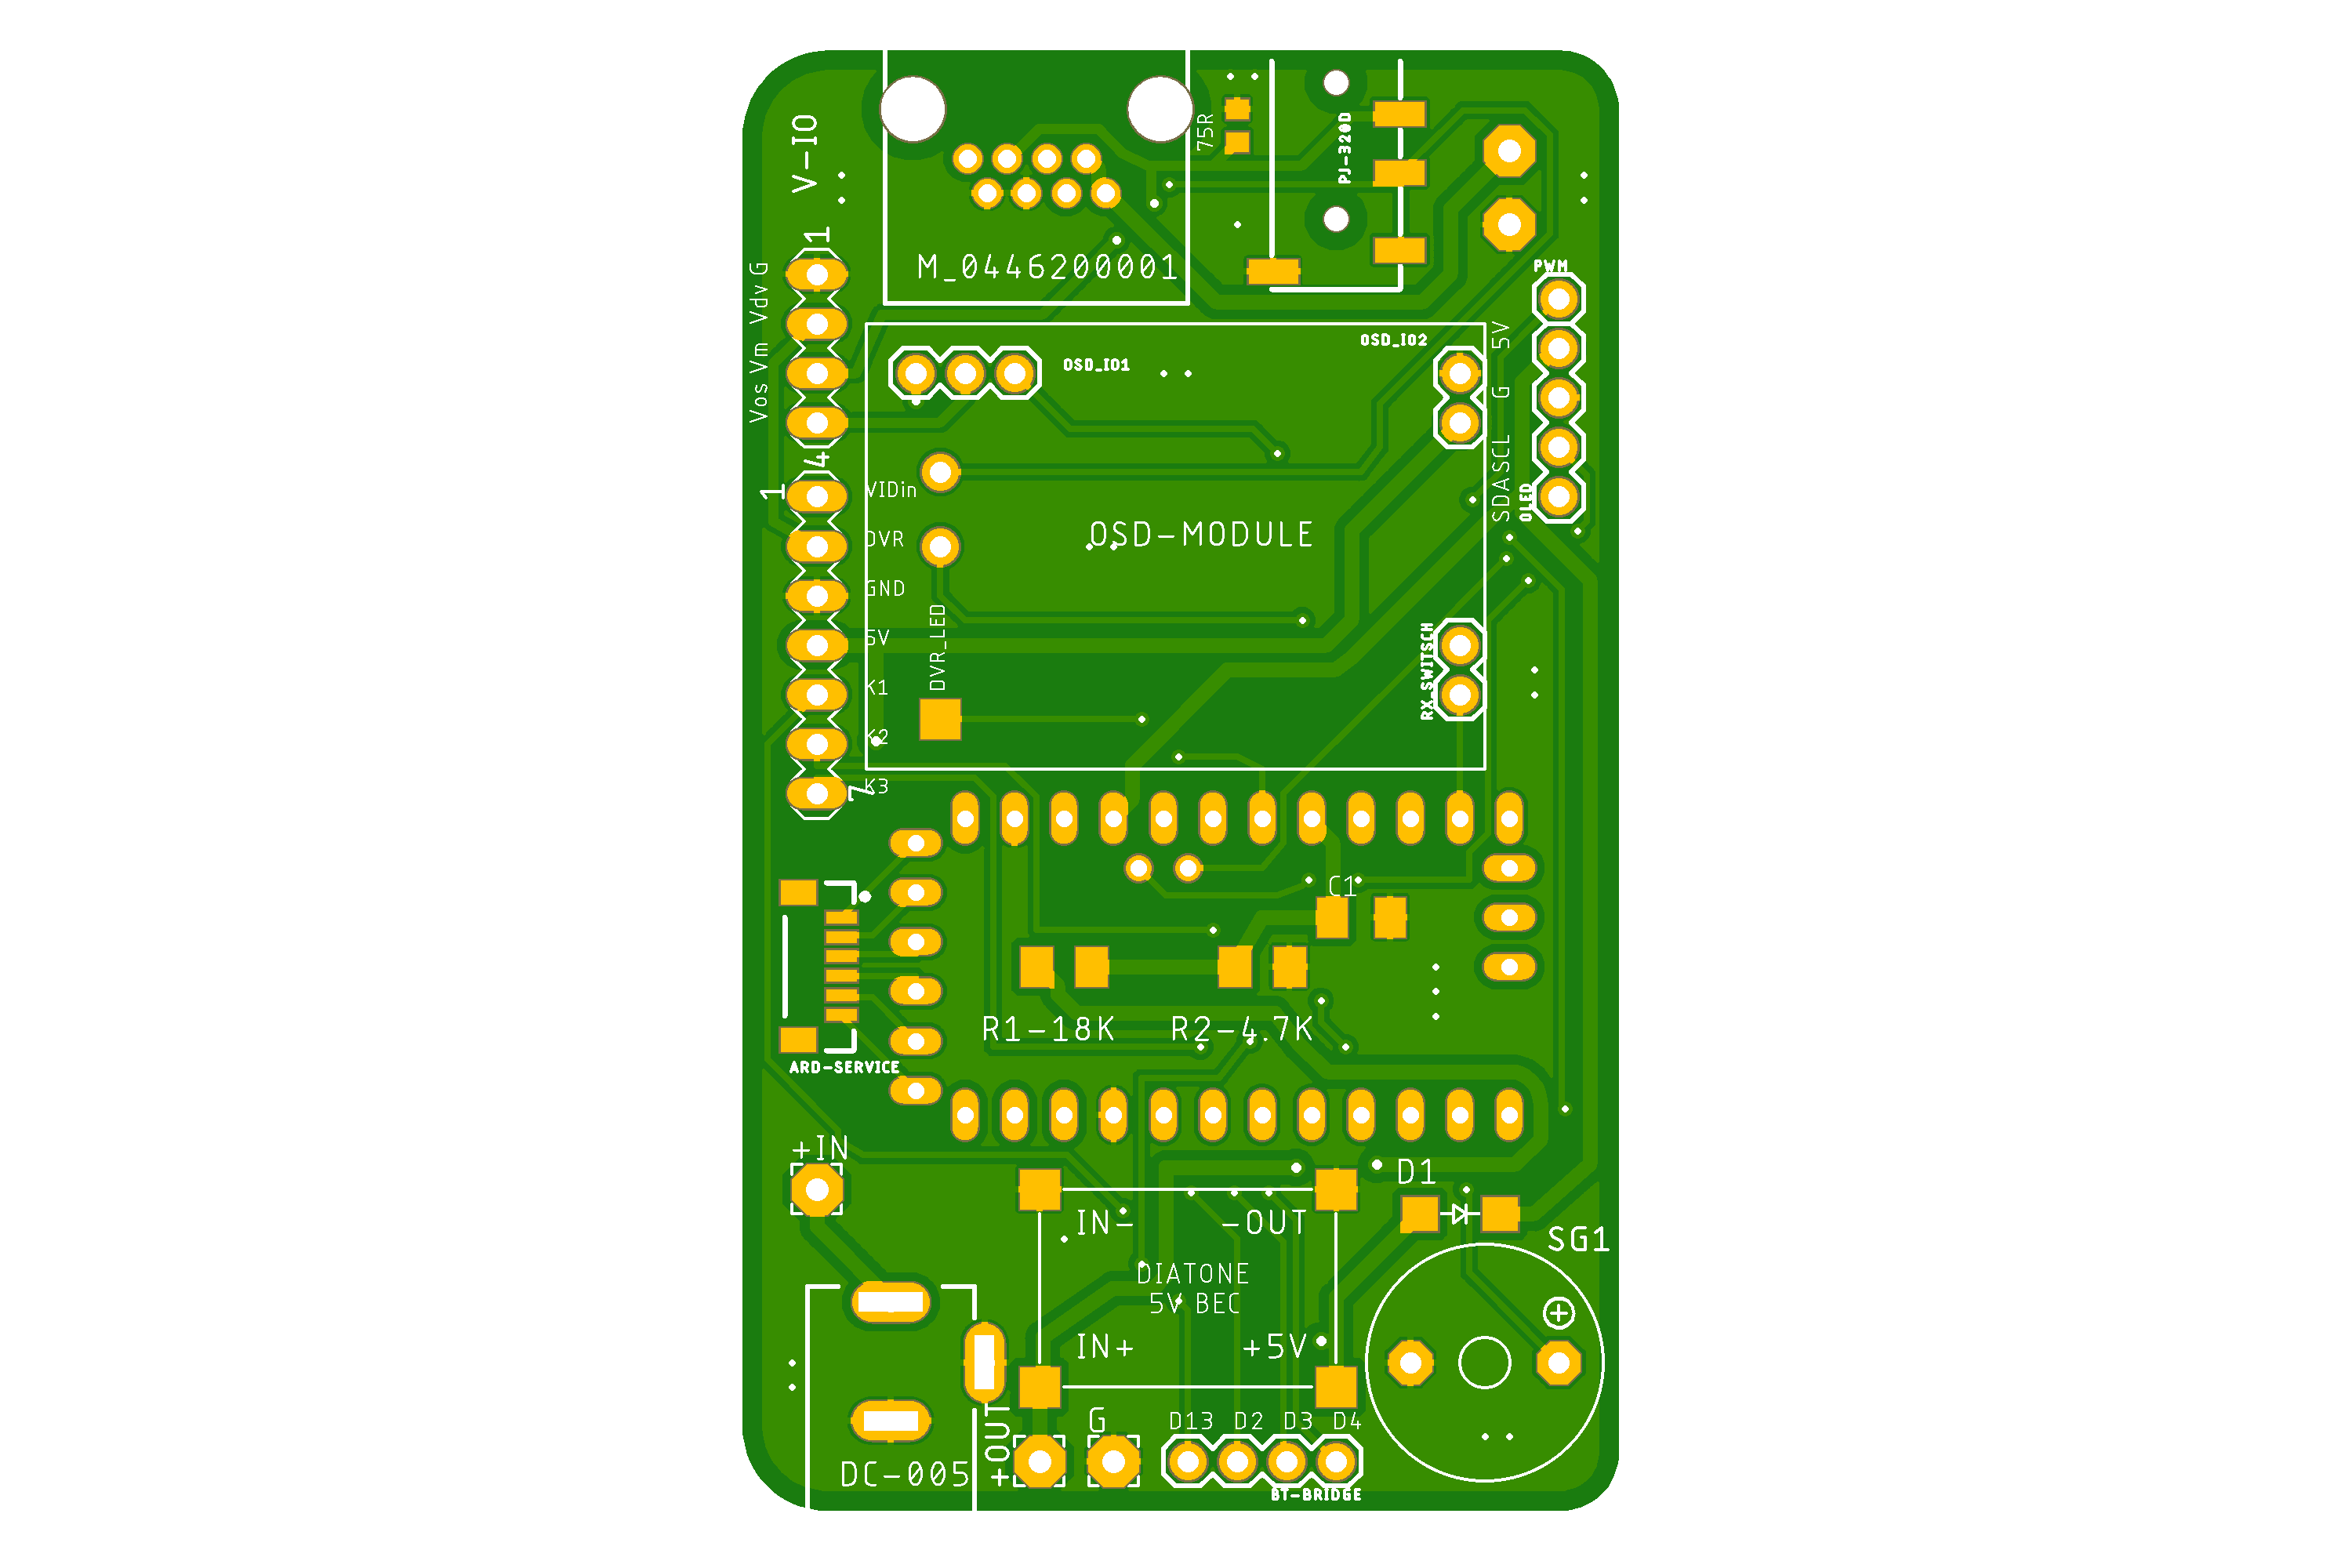 V-IO
75R
PJ-320D
1
M_0446200001
G
Vdv
Vm
Vos
PWM
OSD_IO1
OSD_IO2
5V
G
SCL
SDA
OLED
4
1
VIDin
DVR
OSD-MODULE
GND
5V
DVR_LED
RX_SWITSCH
K1
K2
K3
7
C1
R1-18K
R2-4.7K
ARD-SERVICE
+IN
D1
IN-
-OUT
SG1
DIATONE
5V BEC
IN+
+5V
+OUT
G
D13
D2
D3
D4
DC-005
BT-BRIDGE